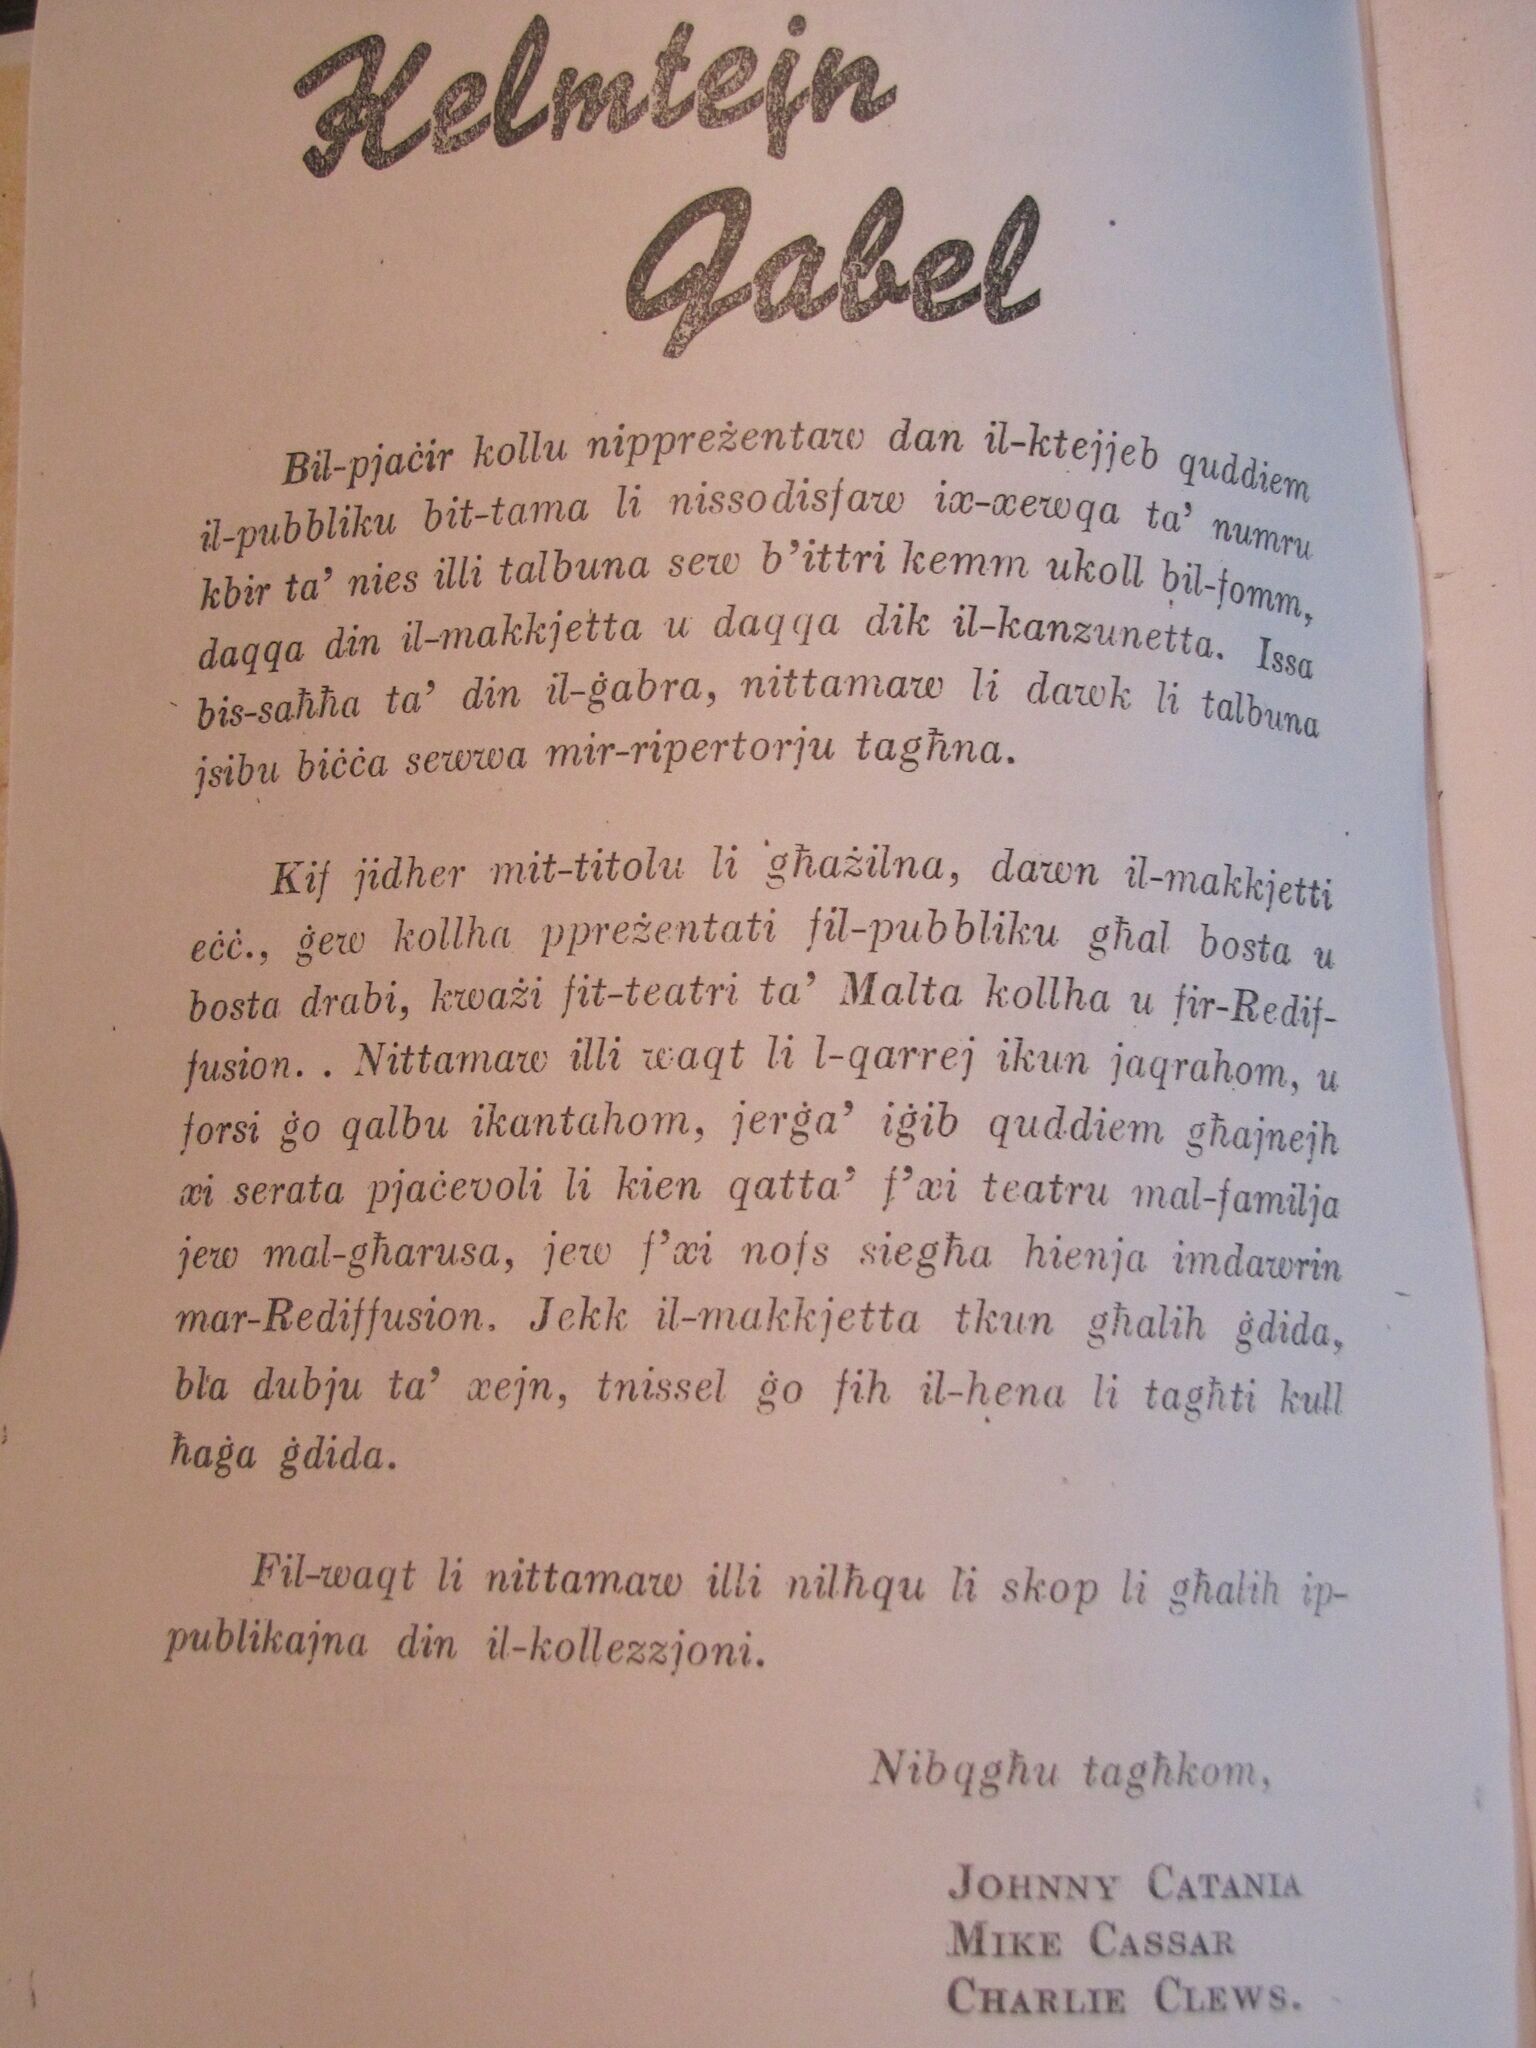 Kelmtejn
Qabel
Bil-pjaċir kollu nippreżentaw dan il-ktejjeb quddiem
il-pubbliku bit-tama li nissodisfaw ix-xewqa ta' numru
kbir ta' nies illi talbuna sew b'ittri kemm ukoll bil-fomm,
daqqa din il-makkjetta u daqqa dik il-kanzunetta. Issa
bis-saħħa ta' din il-ġabra, nittamaw li dawk li talbuna
jsibu biċċa sewwa mir-ripertorju tagħna.
Kif jidher mit-titolu li għażilna, dawn il-makkjetti
eċċ., ġew kollha ppreżentati fil-pubbliku għal bosta u
bosta drabi, kważi fit-teatri ta' Malta kollha u fir-Redif-
fusion. . Nittamaw illi waqt li l-qarrej ikun jaqrahom, u
forsi ġo qalbu ikantahom, jerġa' iġib quddiem għajnejh
xi serata pjaċevoli li kien qatta' f'xi teatru mal-familja
jew mal-għarusa, jew f'xi nofs siegħa hienja imdawrin
mar-Rediffusion. Jekk il-makkjetta tkun għalih ġdida,
bla dubju ta' xejn, tnissel ġo fih il-hena li tagħti kull
ħaġa ġdida.
Fil-waqt li nittamaw illi nilħqu li skop li għalih ip-
publikajna din il-kollezzjoni.
Nibqgħu tagħkom,
JOHNNY CATANIA
MIKE CASSAR
CHARLIE CLEWS.